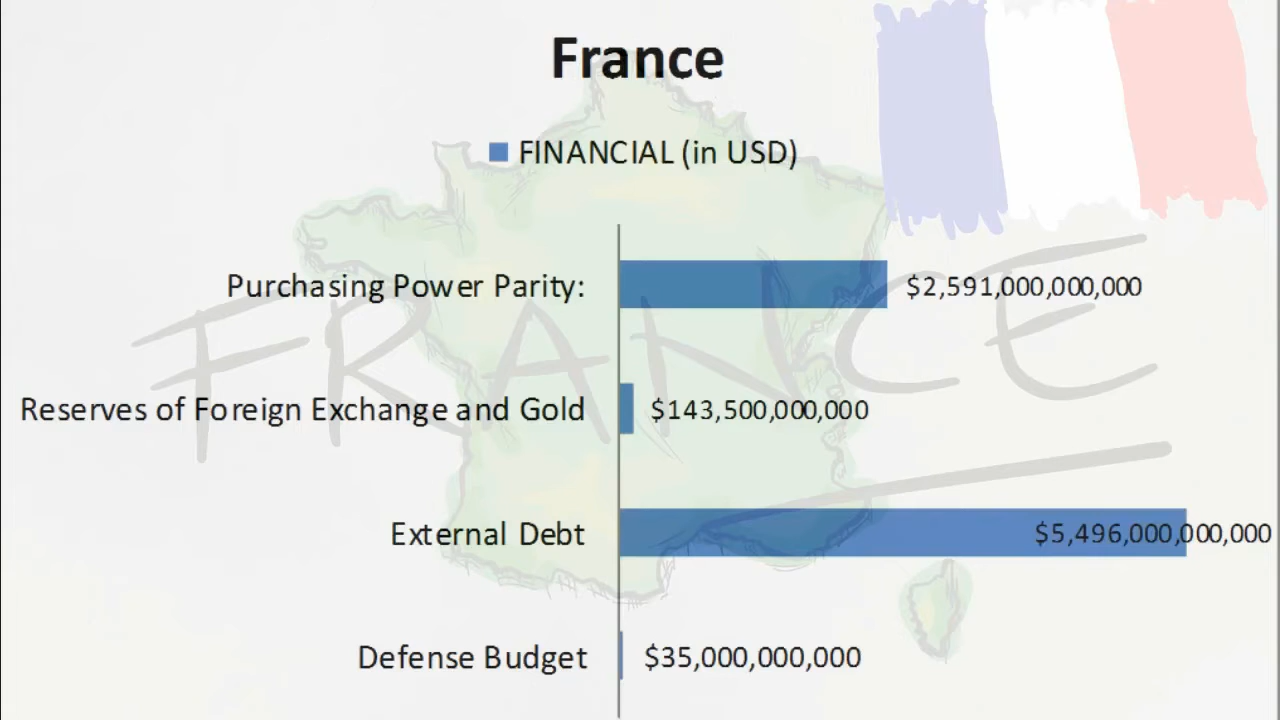 France
FINANCIAL (in USD)
Purchasing Power Parity: $2,591,000,000,000
FRANCE
Reserves of Foreign Exchange and Gold $143,500,000,000
External Debt $5,496,000,000,000
Defense Budget $35,000,000,000